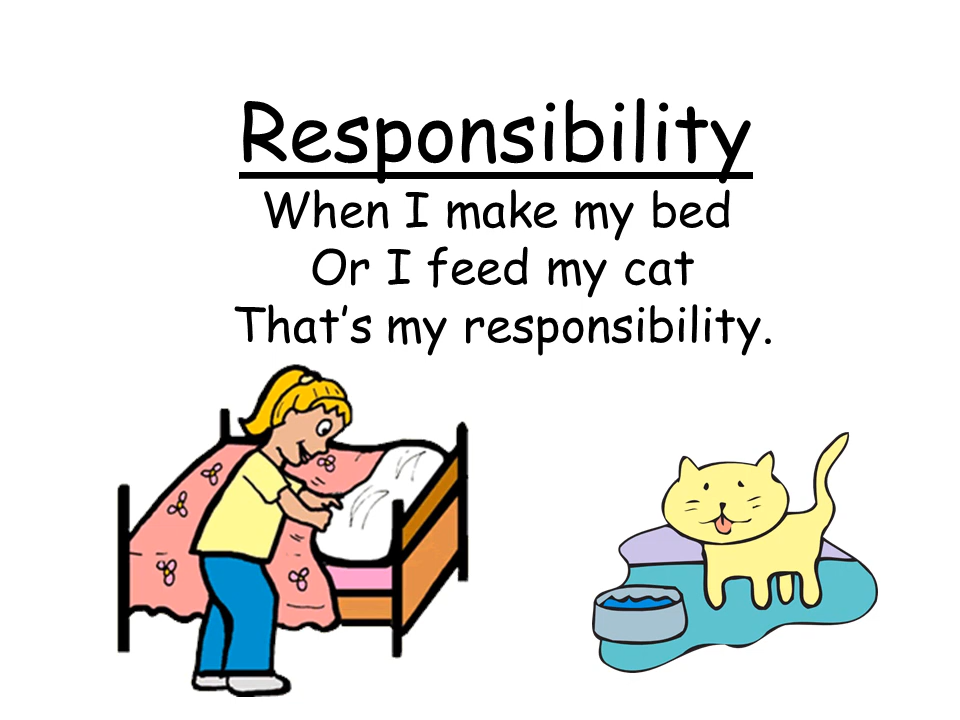 Responsibility
When I make my bed
Or I feed my cat
That’s my responsibility.